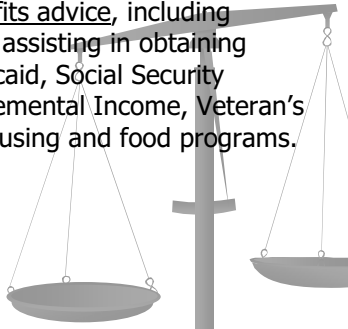 fits advice, including
assisting in obtaining
caid, Social Security
emental Income, Veteran's
using and food programs.